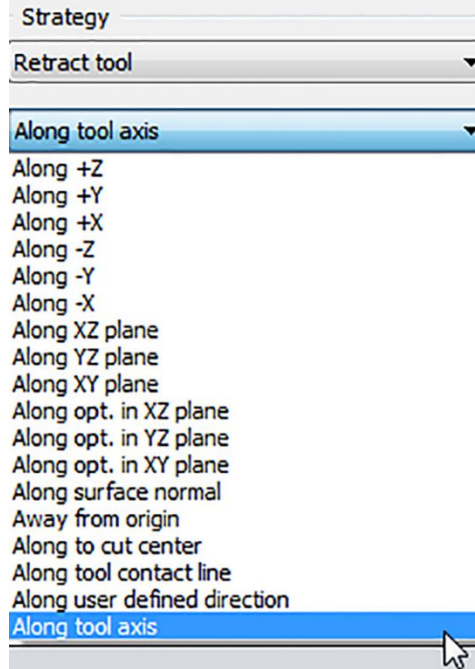 Strategy
Retract tool
Along tool axis
Along +Z
Along +Y
Along +X
Along -Z
Along -Y
Along -X
Along XZ plane
Along YZ plane
Along XY plane
Along opt. in XZ plane
Along opt. in YZ plane
Along opt. in XY plane
Along surface normal
Away from origin
Along to cut center
Along tool contact line
Along user defined direction
Along tool axis